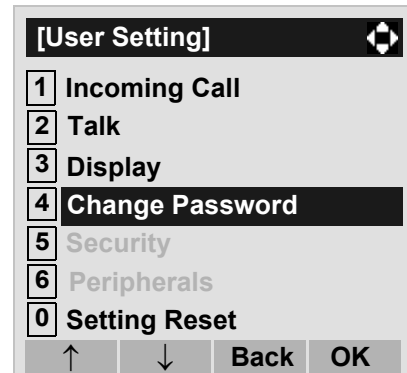 [User Setting]
1 Incoming Call
2 Talk
3 Display
4 Change Password
5 Security
6 Peripherals
0 Setting Reset
↑ ↓ Back OK